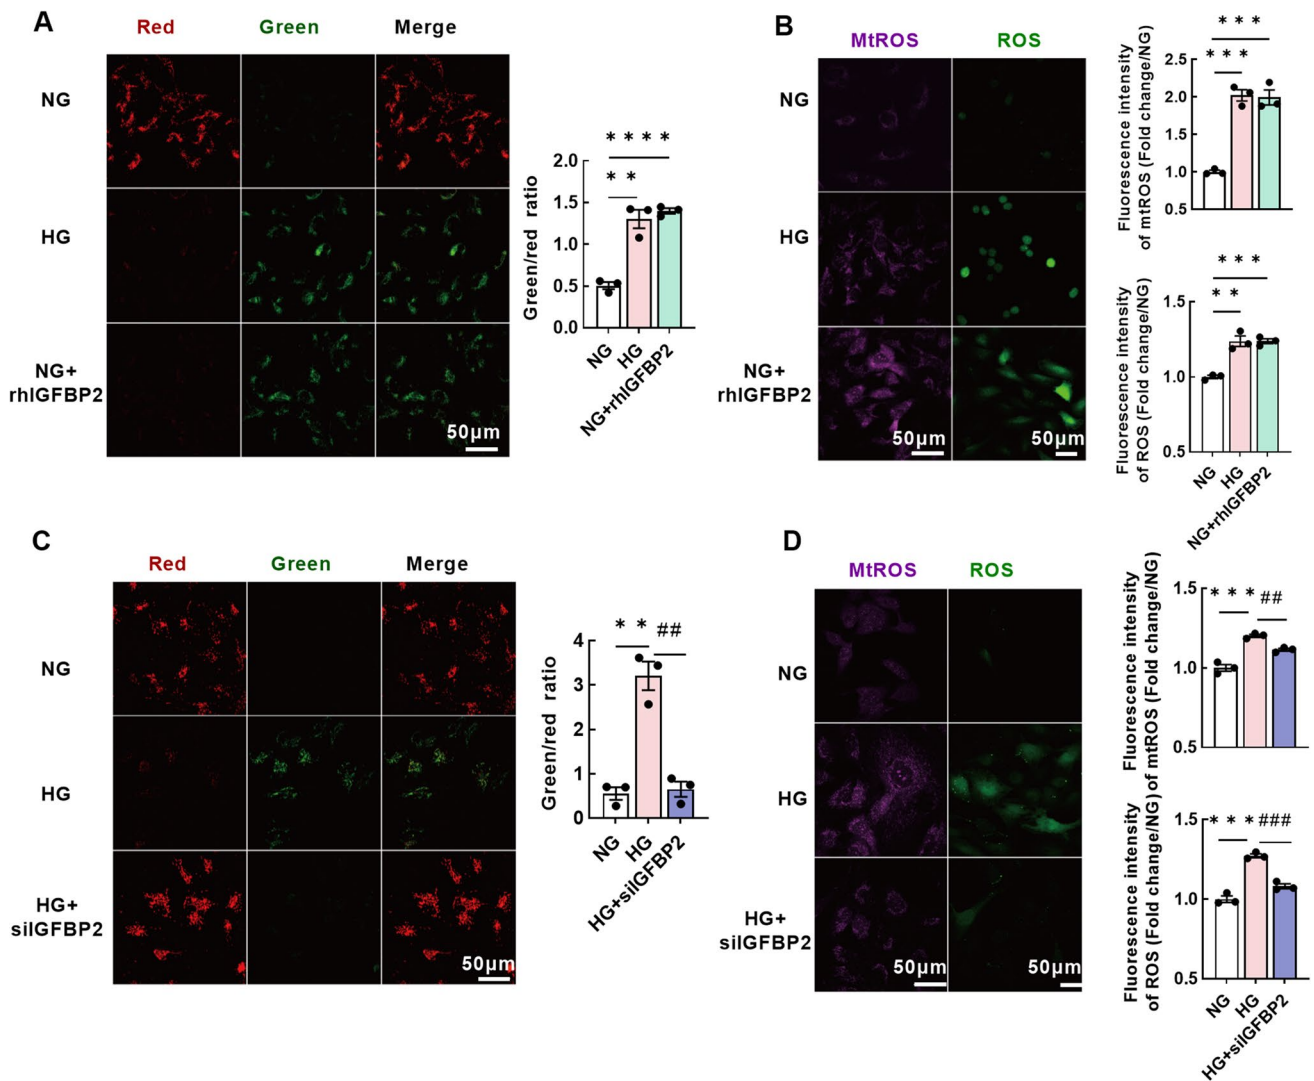 A
Red Green Merge
NG
HG
NG+
rhIGFBP2
50μm
Green/red ratio
2.0
1.5
1.0
0.5
0.0
* * * *
* *
NG
HG
NG+rhIGFBP2
B
MtROS ROS
NG
HG
NG+
rhIGFBP2
50μm 50μm
Fluorescence intensity
of mtROS (Fold change/NG)
2.5
2.0
1.5
1.0
0.5
* * *
* * *
Fluorescence intensity
of ROS (Fold change/NG)
1.5
1.0
0.5
* * *
* *
NG
HG
NG+rhIGFBP2
C
Red Green Merge
NG
HG
HG+
siIGFBP2
50μm
Green/red ratio
4
3
2
1
0
* * ##
NG
HG
HG+siIGFBP2
D
MtROS ROS
NG
HG
HG+
siIGFBP2
50μm 50μm
Fluorescence intensity
of mtROS (Fold change/NG)
1.5
1.0
0.5
* * * ##
Fluorescence intensity
of ROS (Fold change/NG)
1.5
1.0
0.5
* * * ###
NG
HG
HG+siIGFBP2